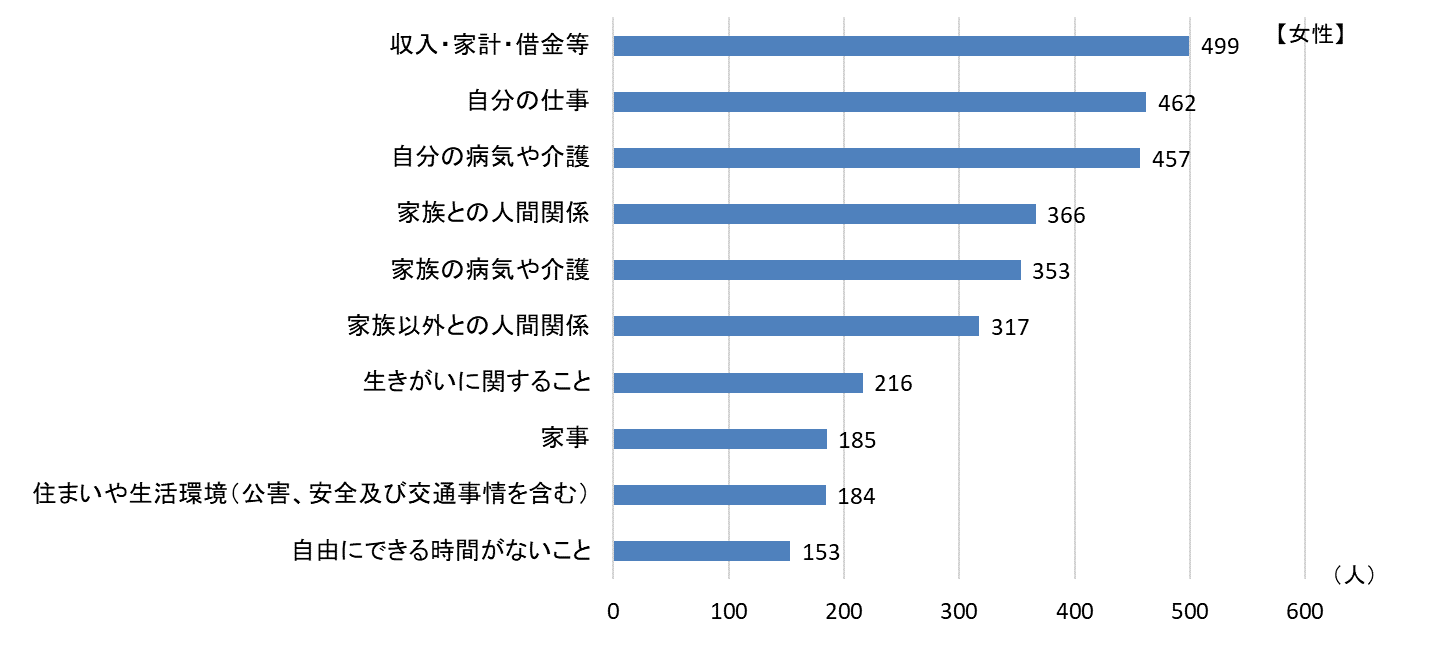 【女性】
収入・家計・借金等 499
自分の仕事 462
自分の病気や介護 457
家族との人間関係 366
家族の病気や介護 353
家族以外との人間関係 317
生きがいに関すること 216
家事 185
住まいや生活環境（公害、安全及び交通事情を含む） 184
自由にできる時間がないこと 153
（人）
0 100 200 300 400 500 600